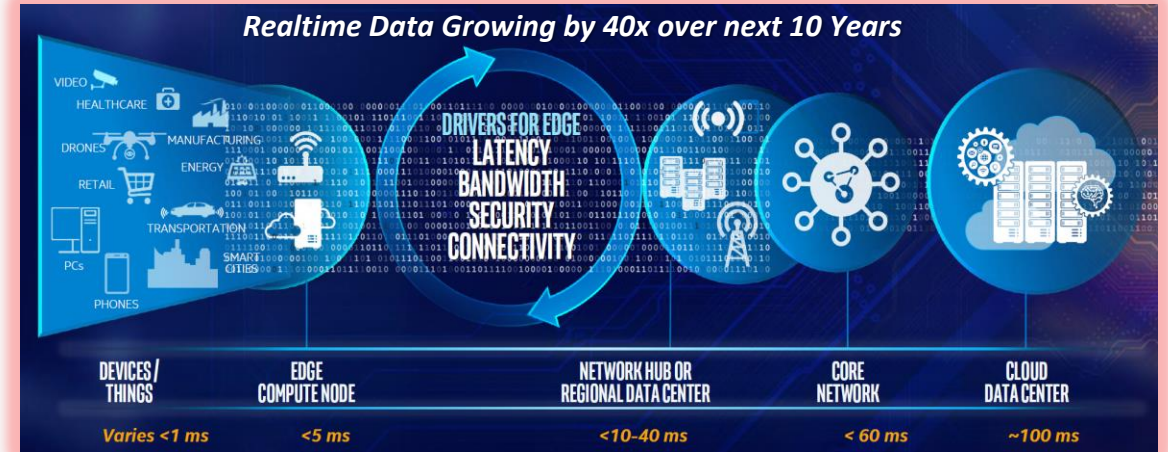 Realtime Data Growing by 40x over next 10 Years
VIDEO
HEALTHCARE
MANUFACTURING
DRONES
ENERGY
RETAIL
TRANSPORTATION
PCs
SMART
CITIES
PHONES
DRIVERS FOR EDGE
LATENCY
BANDWIDTH
SECURITY
CONNECTIVITY
DEVICES/
THINGS
EDGE
COMPUTE NODE
NETWORK HUB OR
REGIONAL DATA CENTER
CORE
NETWORK
CLOUD
DATA CENTER
Varies <1 ms
<5 ms
<10-40 ms
< 60 ms
~100 ms